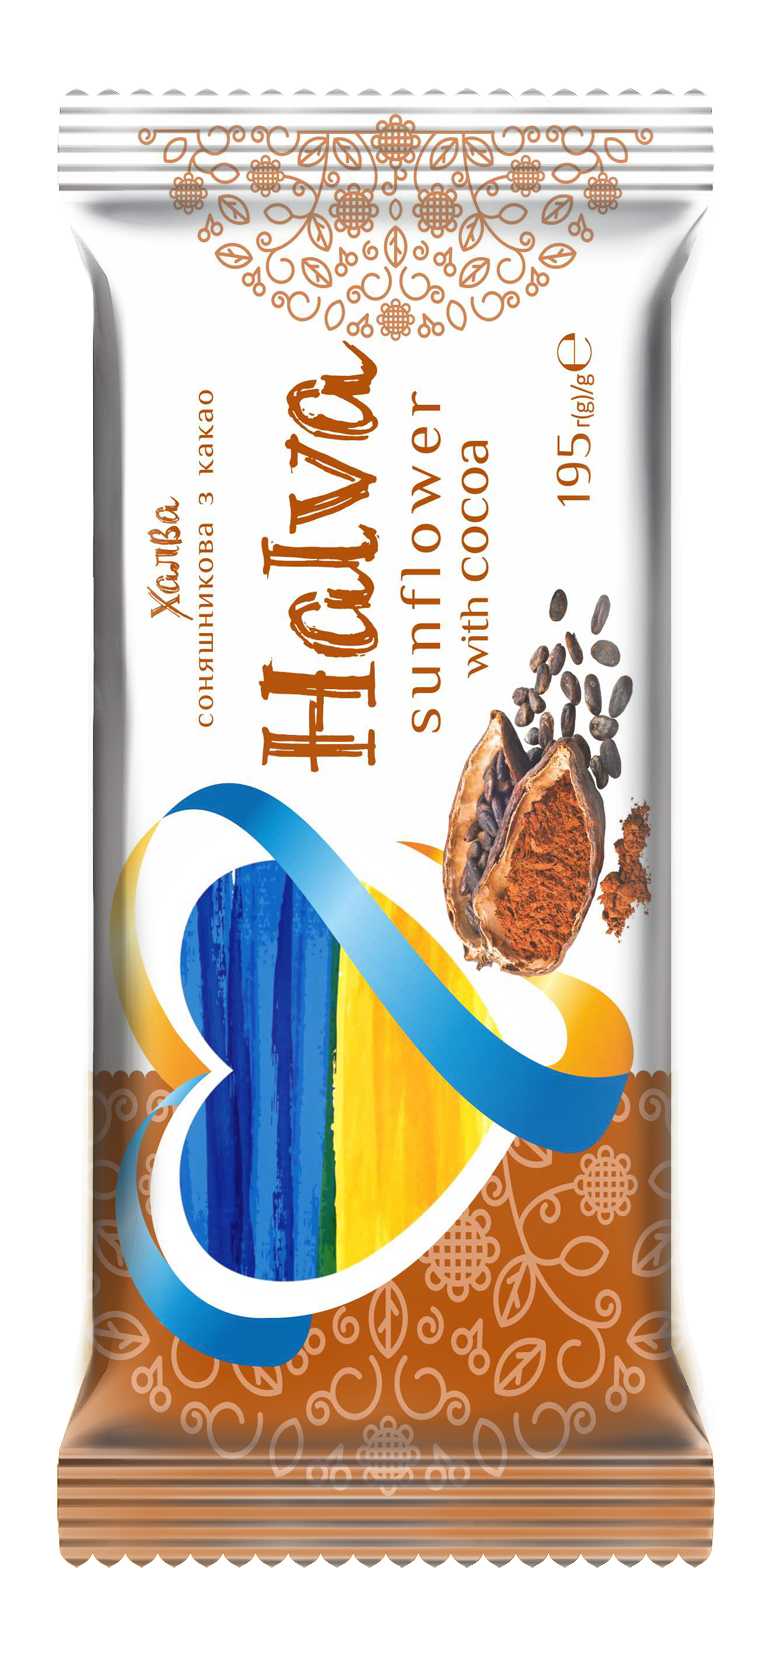 Халва
соняшникова з какао
Halva
sunflower
with cocoa
195 г(g)/g e